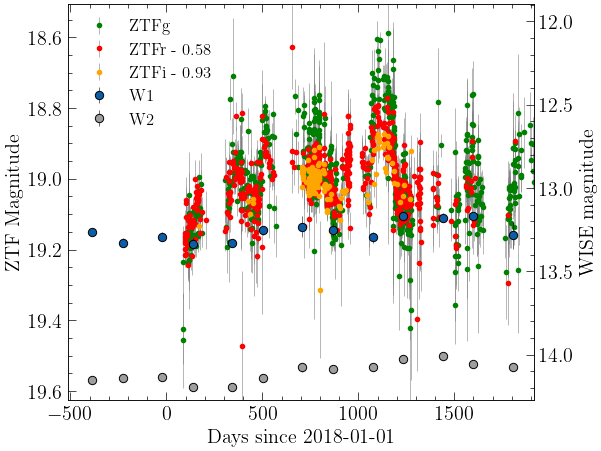 ZTFg
ZTFr - 0.58
ZTFi - 0.93
W1
W2
ZTF Magnitude
18.6
18.8
19.0
19.2
19.4
19.6
WISE magnitude
12.0
12.5
13.0
13.5
14.0
−500
0
500
1000
1500
Days since 2018-01-01